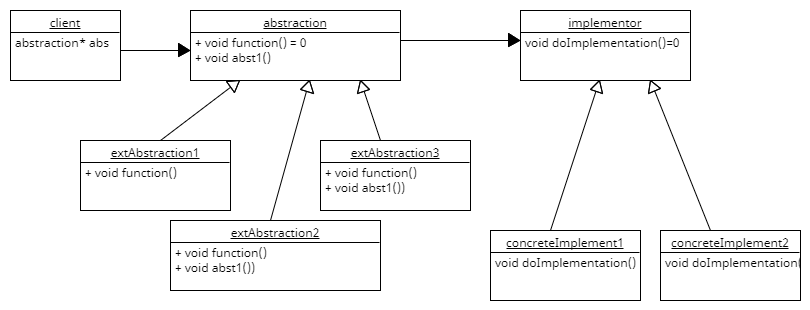 client
abstraction* abs
abstraction
+ void function() = 0
+ void abst1()
implementor
void doImplementation()=0
extAbstraction1
+ void function()
extAbstraction3
+ void function()
+ void abst1())
extAbstraction2
+ void function()
+ void abst1())
concreteImplement1
void doImplementation()
concreteImplement2
void doImplementation(